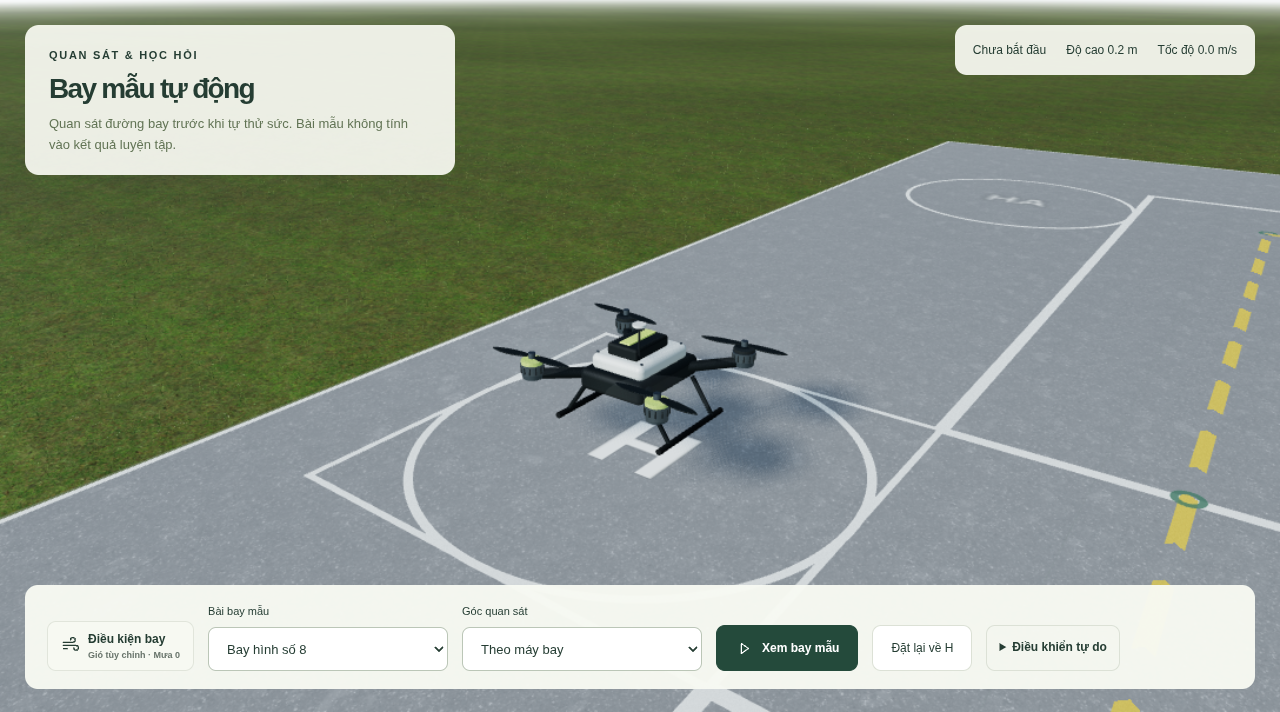 QUAN SÁT & HỌC HỎI
Bay mẫu tự động
Quan sát đường bay trước khi tự thử sức. Bài mẫu không tính
vào kết quả luyện tập.
Chưa bắt đầu Độ cao 0.2 m Tốc độ 0.0 m/s
HA
H
Điều kiện bay
Gió tùy chỉnh · Mưa 0
Bài bay mẫu
Bay hình số 8
Góc quan sát
Theo máy bay
Xem bay mẫu
Đặt lại về H
Điều khiển tự do